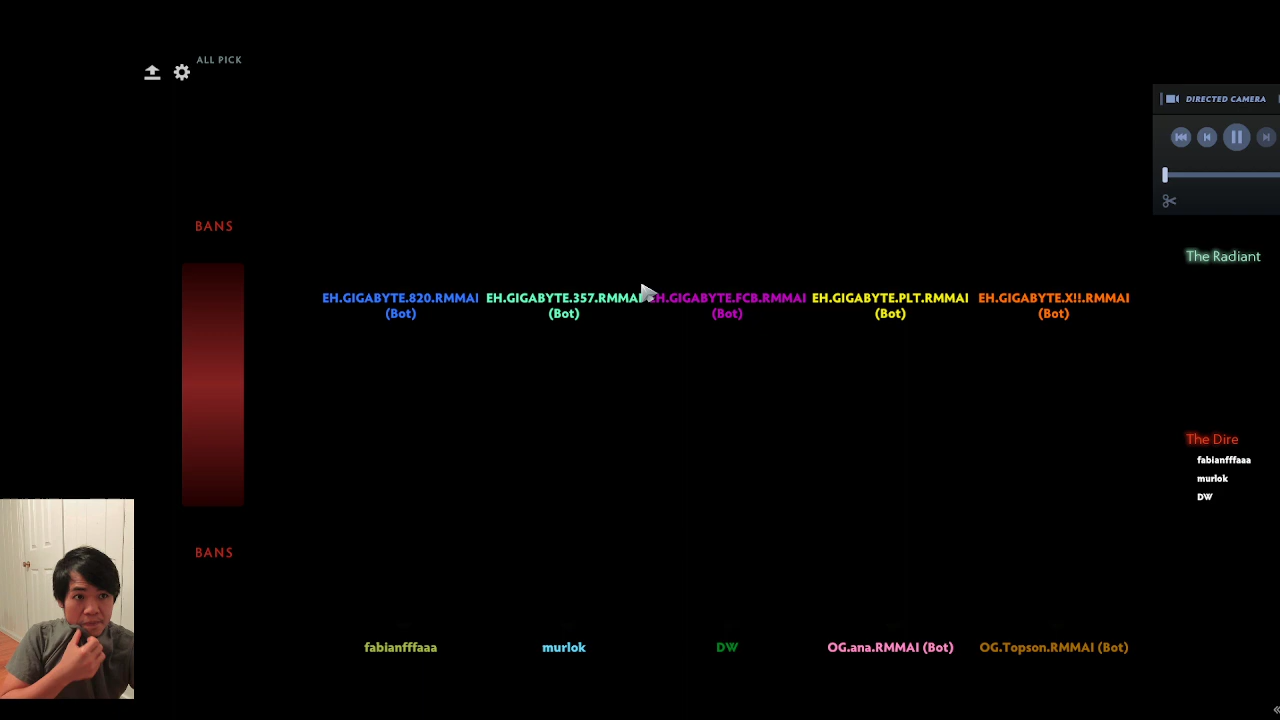 ALL PICK
DIRECTED CAMERA
BANS
The Radiant
EH.GIGABYTE.820.RMMAI EH.GIGABYTE.357.RMMAI EH.GIGABYTE.FCB.RMMAI EH.GIGABYTE.PLT.RMMAI EH.GIGABYTE.X!!.RMMAI
(Bot) (Bot) (Bot) (Bot) (Bot)
The Dire
fabianfffaaa
murlok
DW
BANS
fabianfffaaa murlok DW OG.ana.RMMAI (Bot) OG.Topson.RMMAI (Bot)